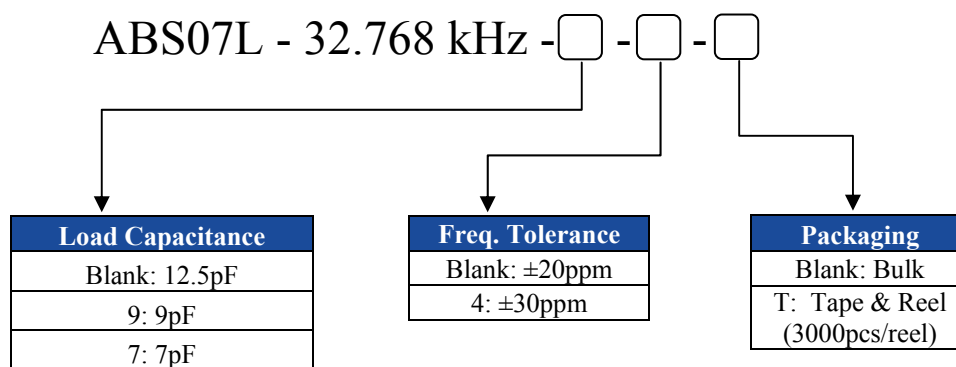 ABS07L - 32.768 kHz - - -
Load Capacitance
Blank: 12.5pF
9: 9pF
7: 7pF
Freq. Tolerance
Blank: ±20ppm
4: ±30ppm
Packaging
Blank: Bulk
T: Tape & Reel
(3000pcs/reel)